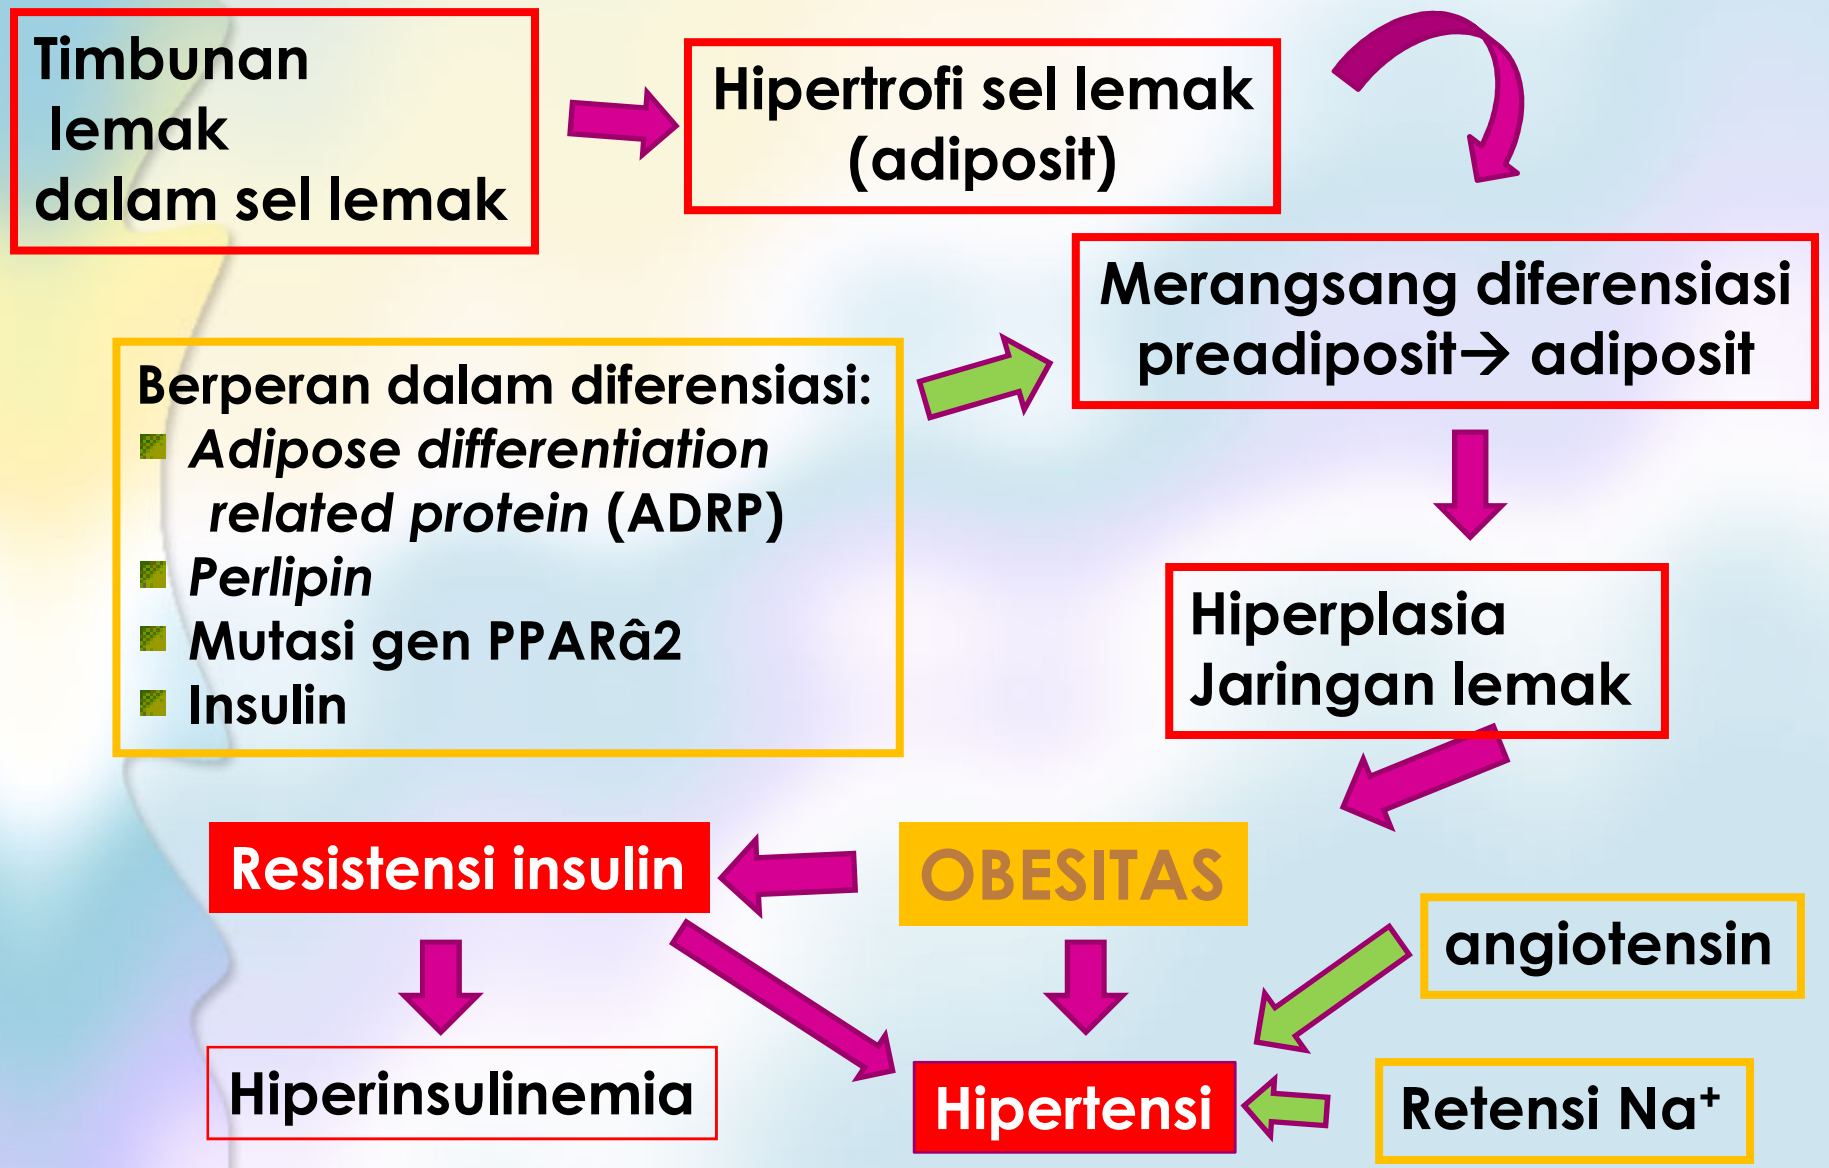 Timbunan
lemak
dalam sel lemak
Hipertrofi sel lemak
(adiposit)
Merangsang diferensiasi
preadiposit→ adiposit
Berperan dalam diferensiasi:
Adipose differentiation
related protein (ADRP)
Perlipin
Mutasi gen PPARâ2
Insulin
Hiperplasia
Jaringan lemak
Resistensi insulin
OBESITAS
angiotensin
Hiperinsulinemia
Hipertensi
Retensi Na⁺